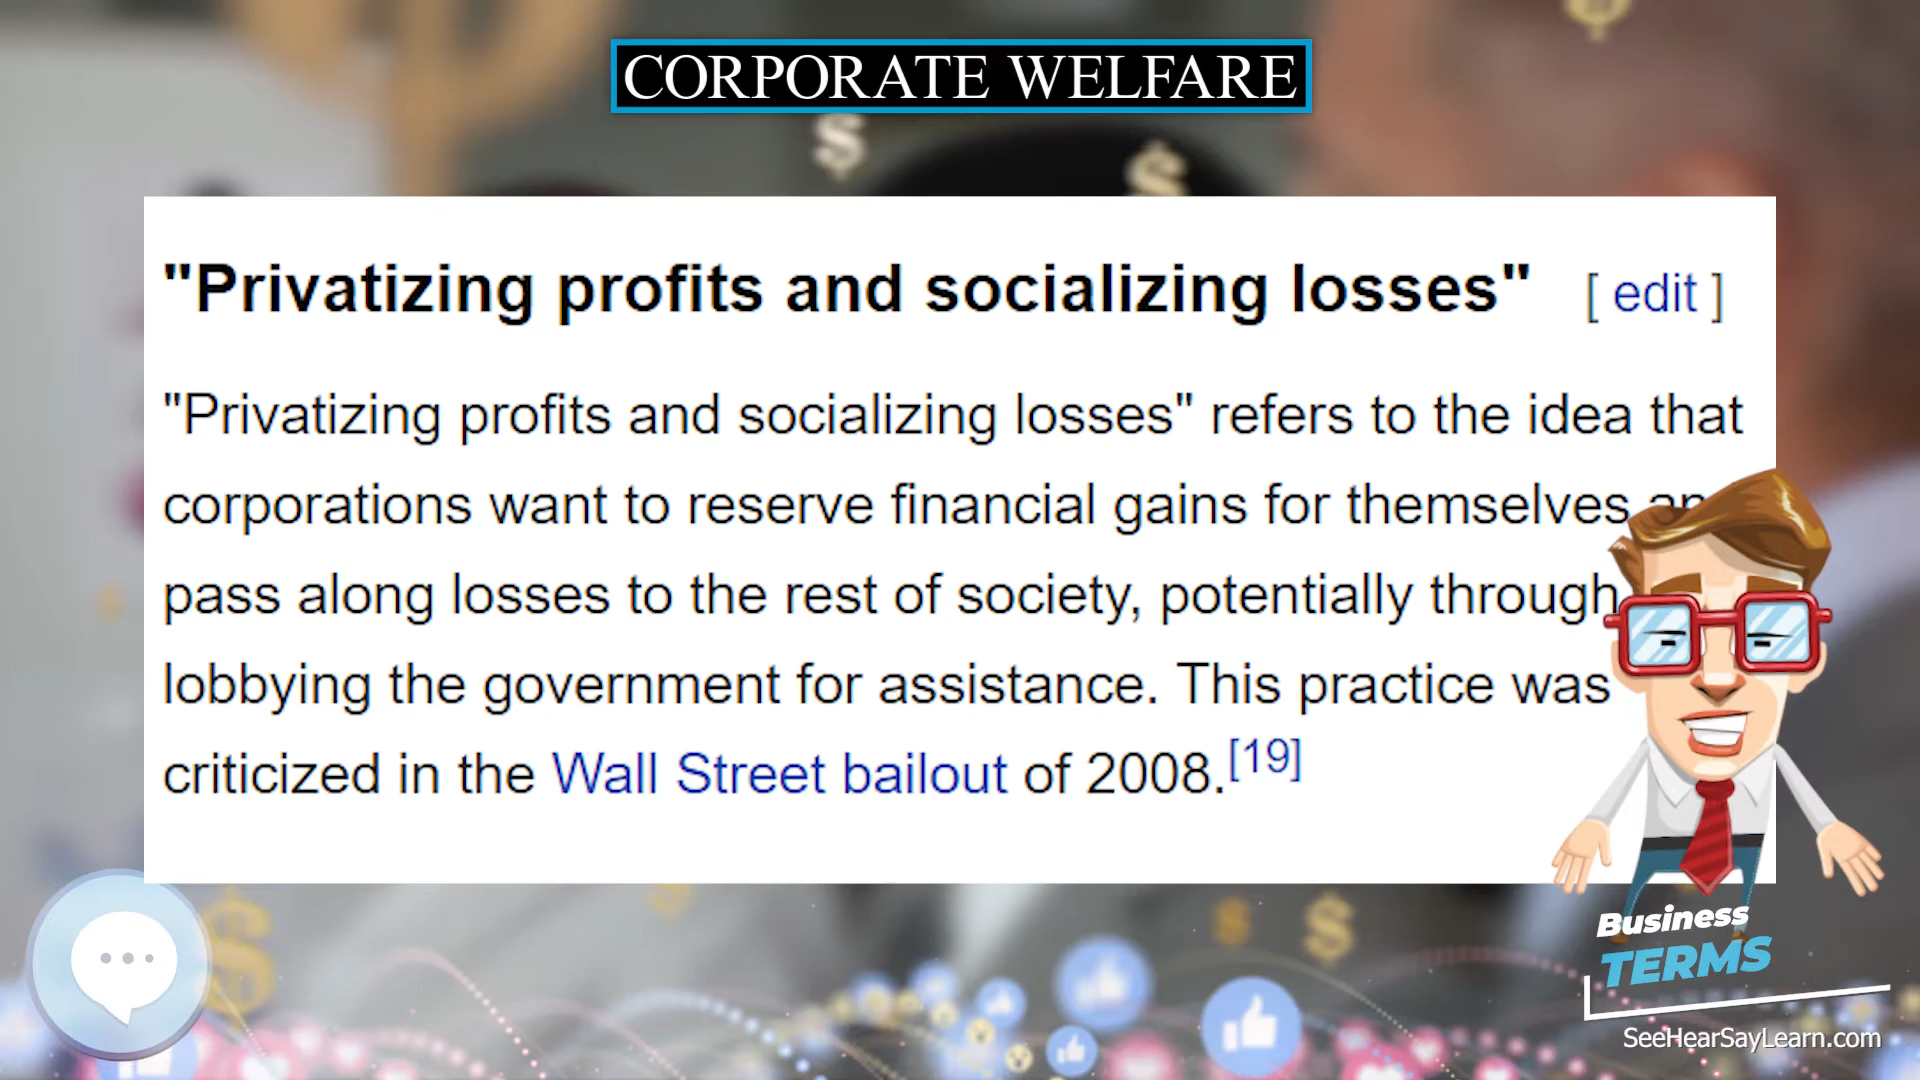 CORPORATE WELFARE
"Privatizing profits and socializing losses" [ edit ]
"Privatizing profits and socializing losses" refers to the idea that
corporations want to reserve financial gains for themselves
pass along losses to the rest of society, potentially through
lobbying the government for assistance. This practice was
criticized in the Wall Street bailout of 2008.[19]
Business
TERMS
SeeHearSayLearn.com